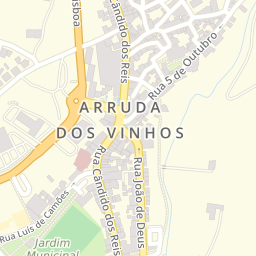 isboa
Cândido dos Reis
Rua 5 de Outubro
ARRUDA
DOS VINHOS
Rua Cândido dos Reis
Rua João de Deus
Rua Luís de Camões
Jardim
Municipal